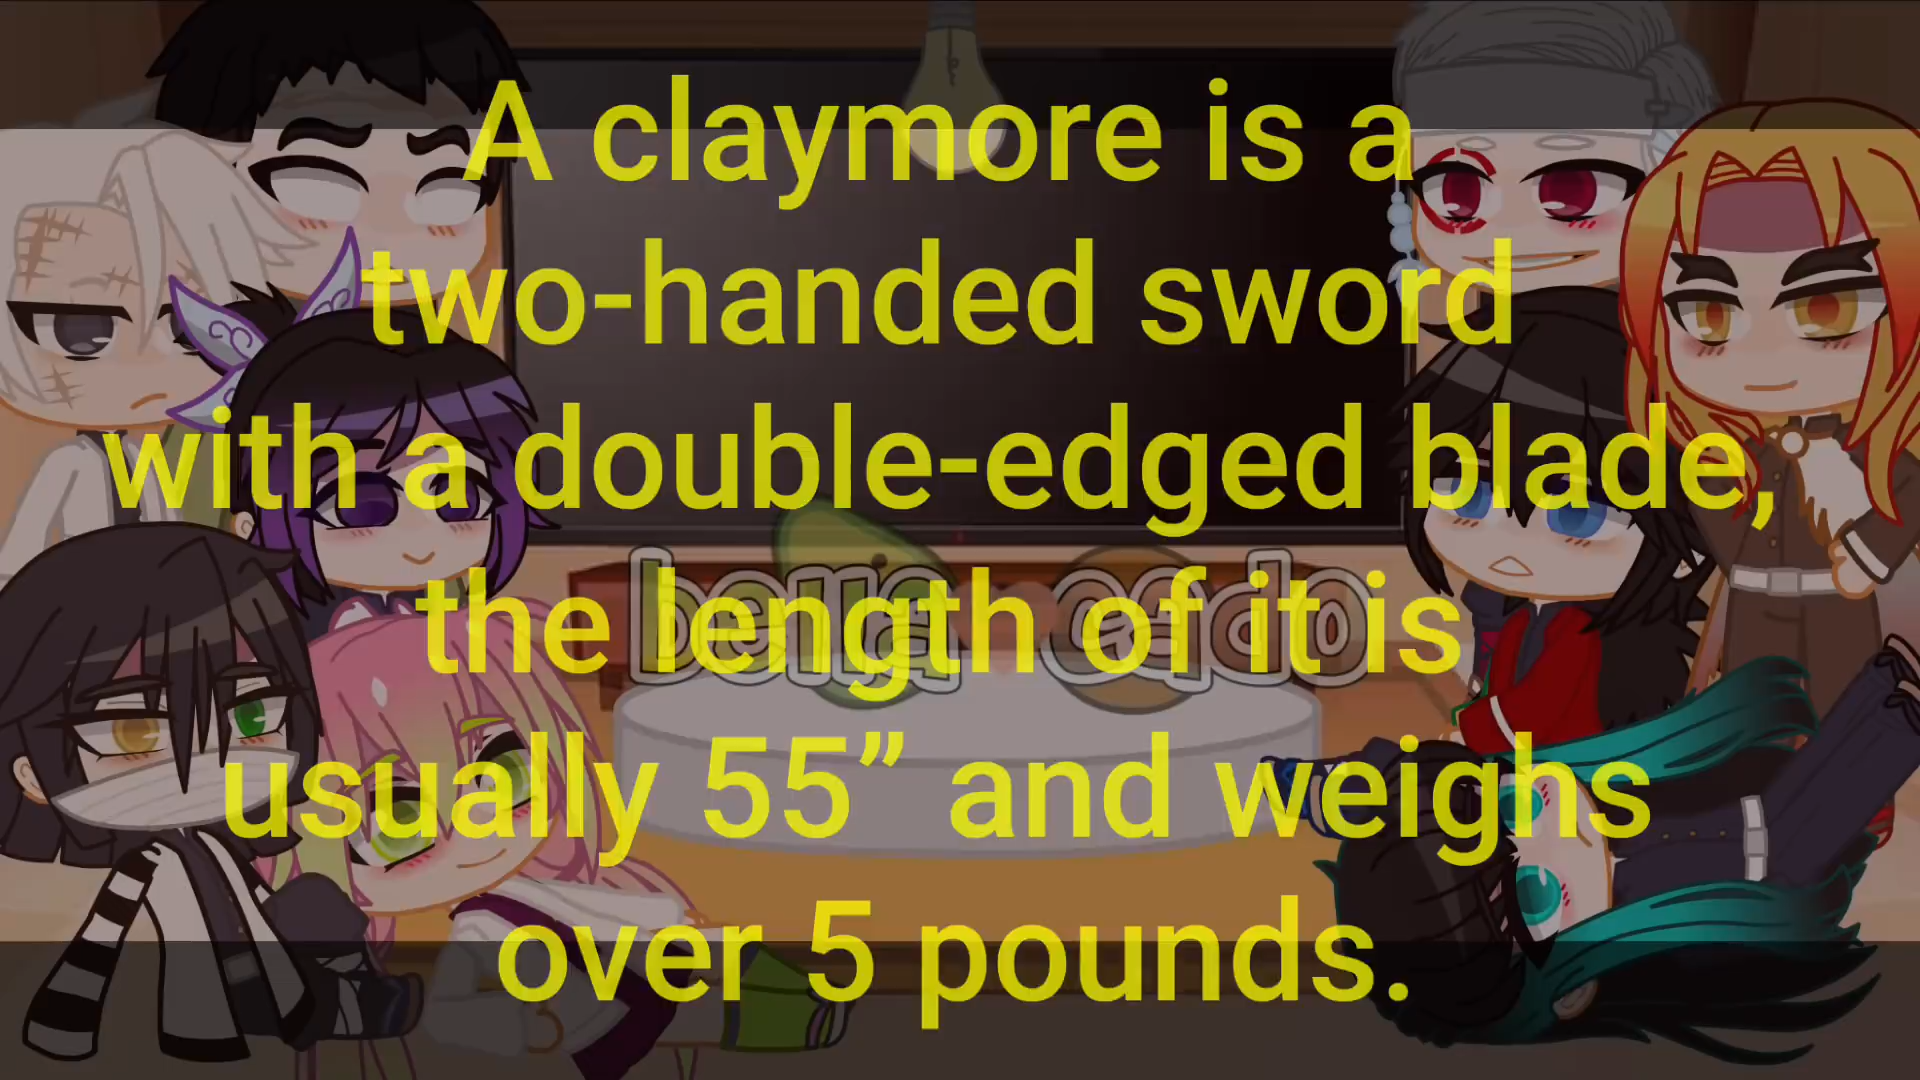 A claymore is a
two-handed sword
with a double-edged blade,
the length of it is
usually 55” and weighs
over 5 pounds.